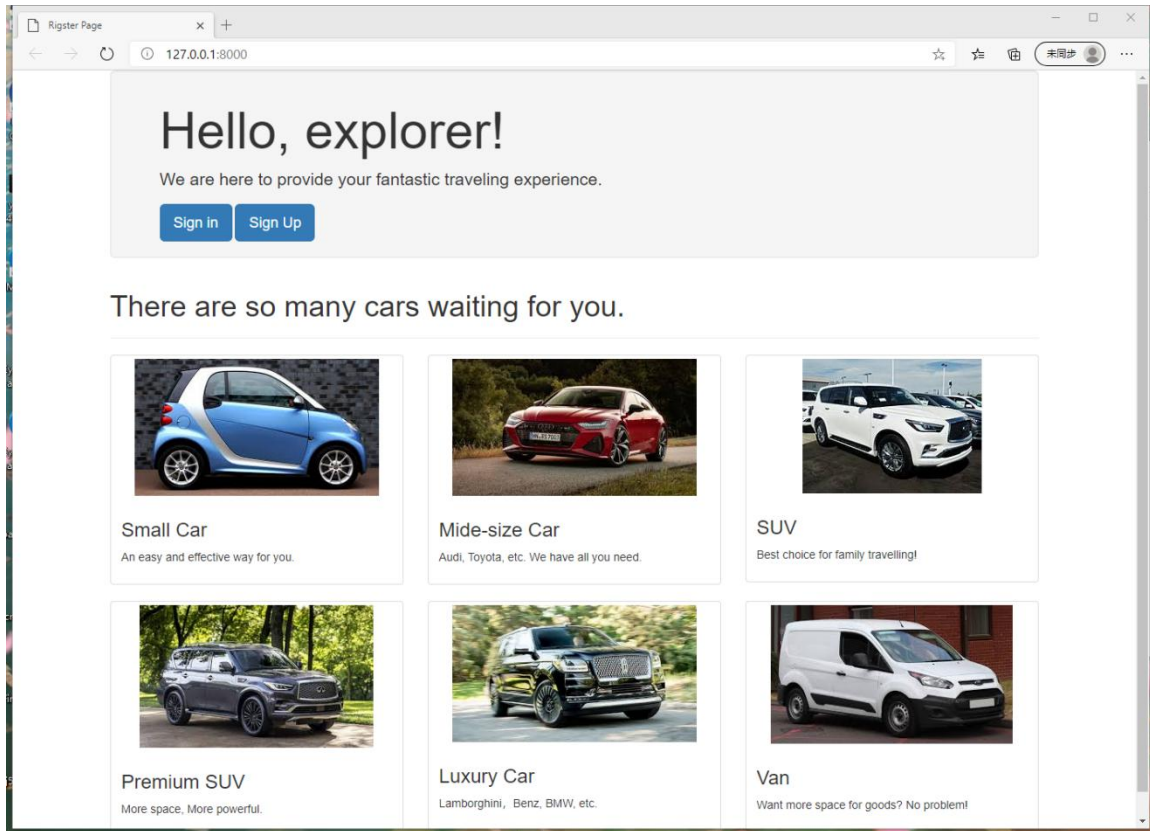 Rigster Page
127.0.0.1:8000
未同步
Hello, explorer!
We are here to provide your fantastic traveling experience.
Sign in
Sign Up
There are so many cars waiting for you.
Small Car
An easy and effective way for you.
Mide-size Car
Audi, Toyota, etc. We have all you need.
SUV
Best choice for family travelling!
Premium SUV
More space, More powerful.
Luxury Car
Lamborghini，Benz, BMW, etc.
Van
Want more space for goods? No problem!